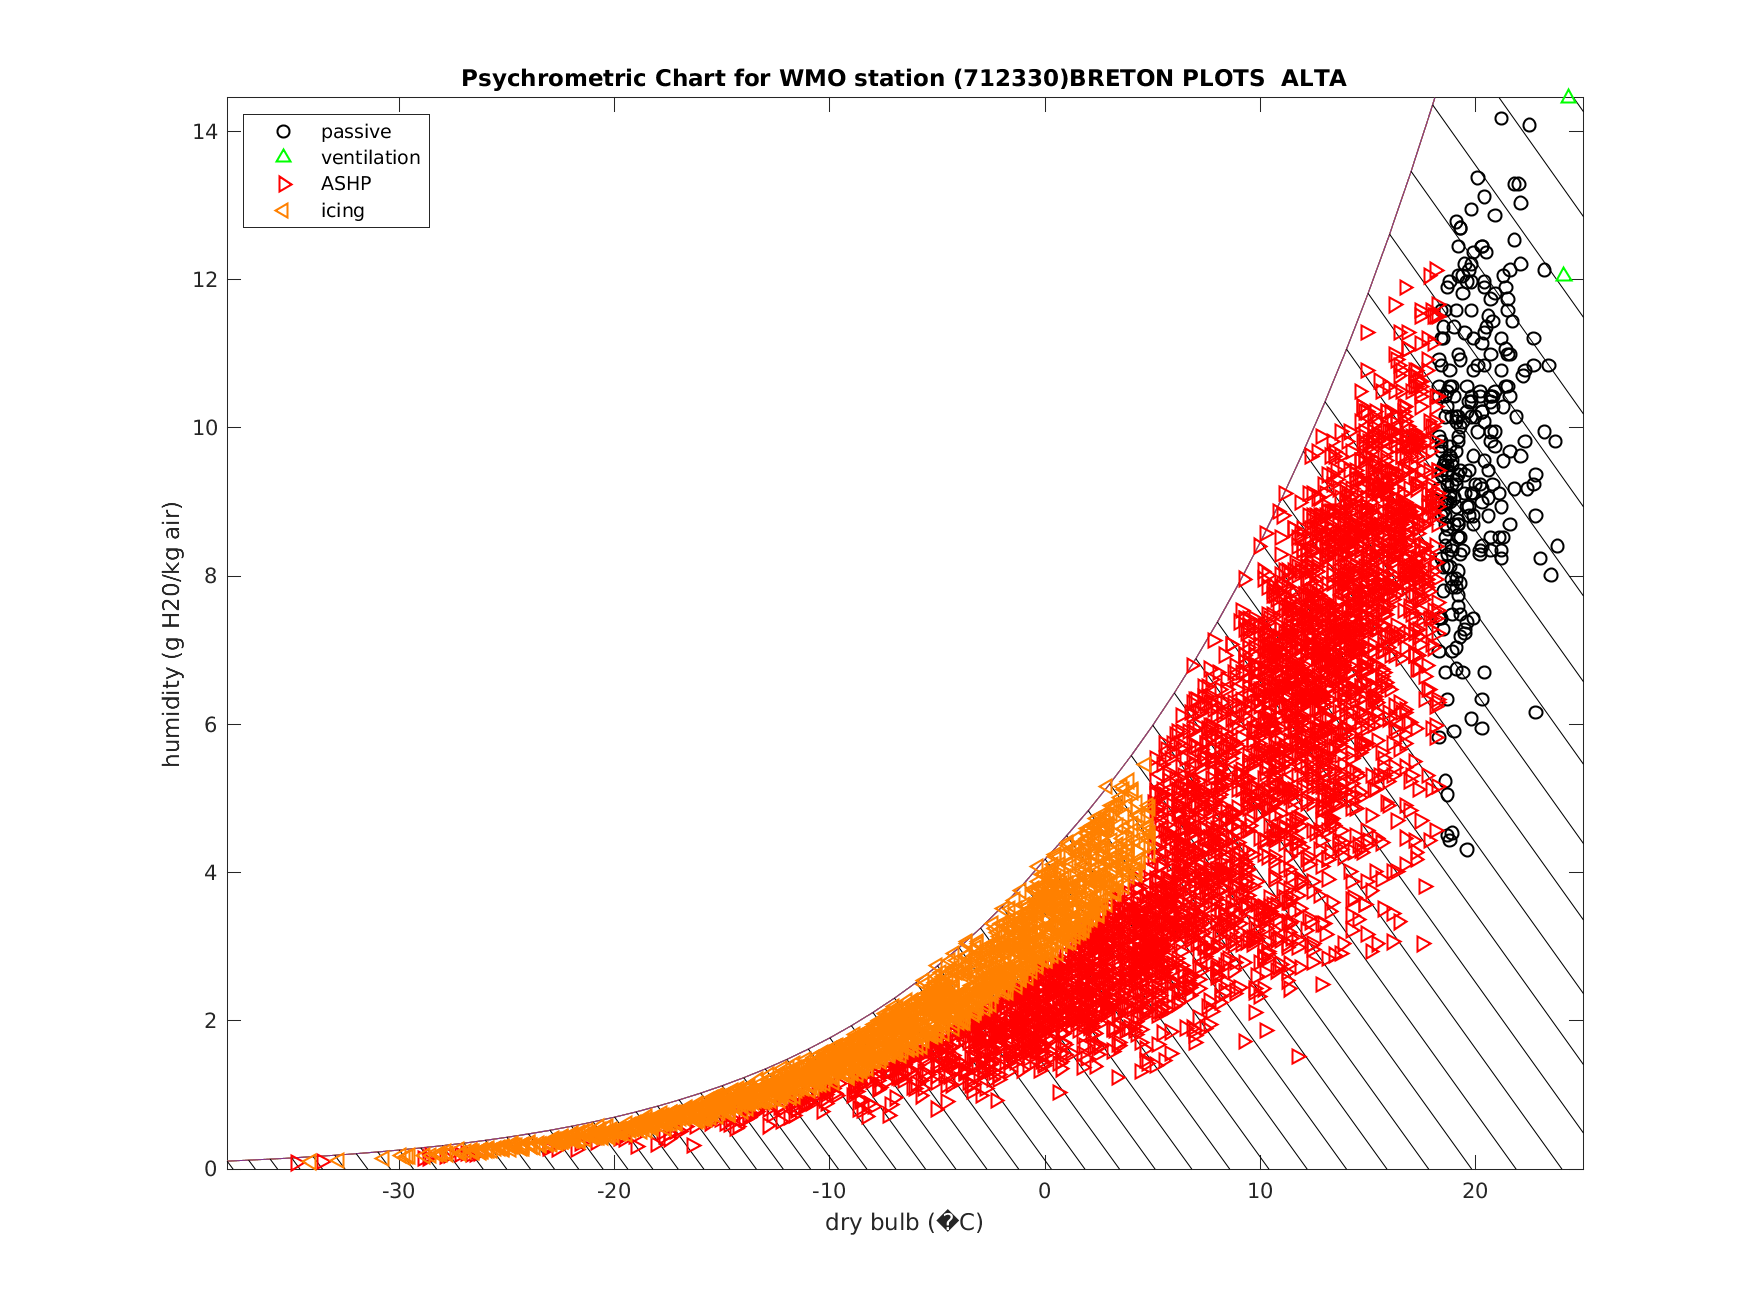 Psychrometric Chart for WMO station (712330)BRETON PLOTS  ALTA
passive
ventilation
ASHP
icing
humidity (g H20/kg air)
14
12
10
8
6
4
2
0
-30
-20
-10
0
10
20
dry bulb (�C)